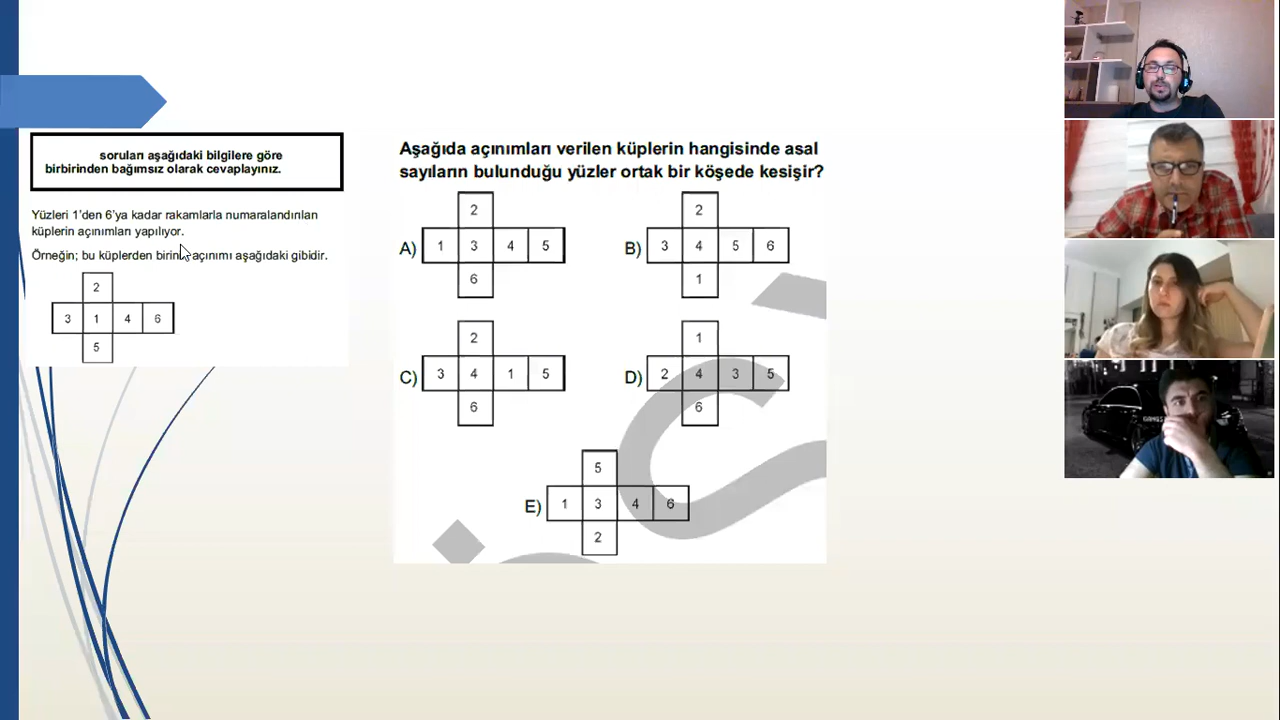 soruları aşağıdaki bilgilere göre
birbirinden bağımsız olarak cevaplayınız.
Yüzleri 1'den 6'ya kadar rakamlarla numaralandırılan
küplerin açınımları yapılıyor.
Örneğin; bu küplerden birinin açınımı aşağıdaki gibidir.
2
3 1 4 6
5
Aşağıda açınımları verilen küplerin hangisinde asal
sayıların bulunduğu yüzler ortak bir köşede kesişir?
2
A) 1 3 4 5
6
2
B) 3 4 5 6
1
2
C) 3 4 1 5
6
1
D) 2 4 3 5
6
5
E) 1 3 4 6
2